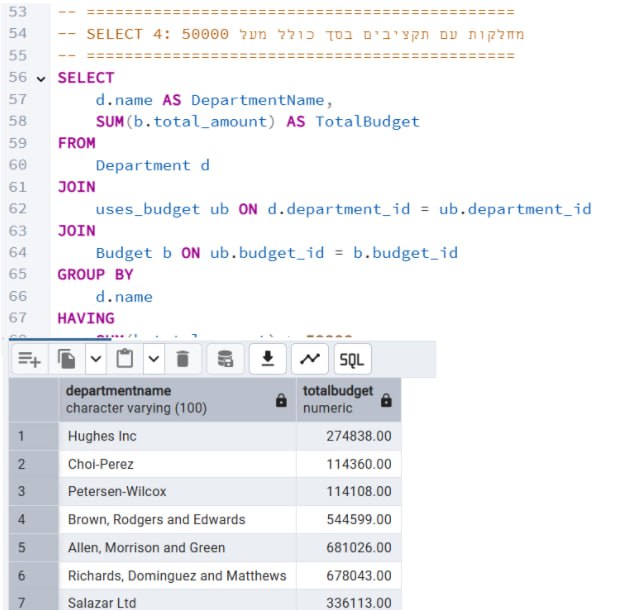 53 -- =========================================
54 -- SELECT 4: מחלקות עם תקציבים בסך כולל מעל 50000
55 -- =========================================
56 SELECT
57 d.name AS DepartmentName,
58 SUM(b.total_amount) AS TotalBudget
59 FROM
60 Department d
61 JOIN
62 uses_budget ub ON d.department_id = ub.department_id
63 JOIN
64 Budget b ON ub.budget_id = b.budget_id
65 GROUP BY
66 d.name
67 HAVING
SQL
departmentname totalbudget
character varying (100) numeric
1 Hughes Inc 274838.00
2 Choi-Perez 114360.00
3 Petersen-Wilcox 114108.00
4 Brown, Rodgers and Edwards 544599.00
5 Allen, Morrison and Green 681026.00
6 Richards, Dominguez and Matthews 678043.00
7 Salazar Ltd 336113.00